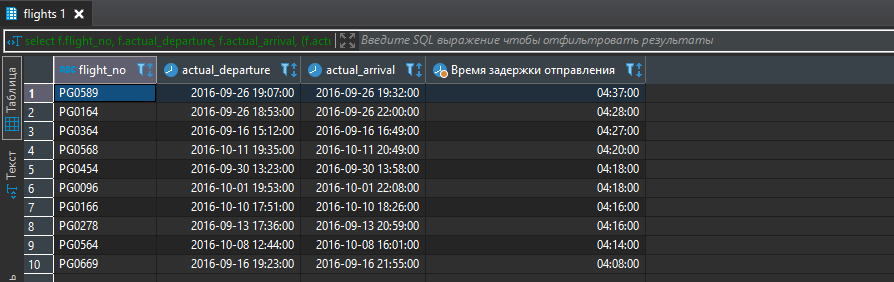 flights 1
select f.flight_no, f.actual_departure, f.actual_arrival, (f.actu Введите SQL выражение чтобы отфильтровать результаты
Таблица
Текст
flight_no actual_departure actual_arrival Время задержки отправления
1 PG0589 2016-09-26 19:07:00 2016-09-26 19:32:00 04:37:00
2 PG0164 2016-09-26 18:53:00 2016-09-26 22:00:00 04:28:00
3 PG0364 2016-09-16 15:12:00 2016-09-16 16:49:00 04:27:00
4 PG0568 2016-10-11 19:35:00 2016-10-11 20:49:00 04:20:00
5 PG0454 2016-09-30 13:23:00 2016-09-30 13:58:00 04:18:00
6 PG0096 2016-10-01 19:53:00 2016-10-01 22:08:00 04:18:00
7 PG0166 2016-10-10 17:51:00 2016-10-10 18:26:00 04:16:00
8 PG0278 2016-09-13 17:36:00 2016-09-13 20:59:00 04:16:00
9 PG0564 2016-10-08 12:44:00 2016-10-08 16:01:00 04:14:00
10 PG0669 2016-09-16 19:23:00 2016-09-16 21:55:00 04:08:00